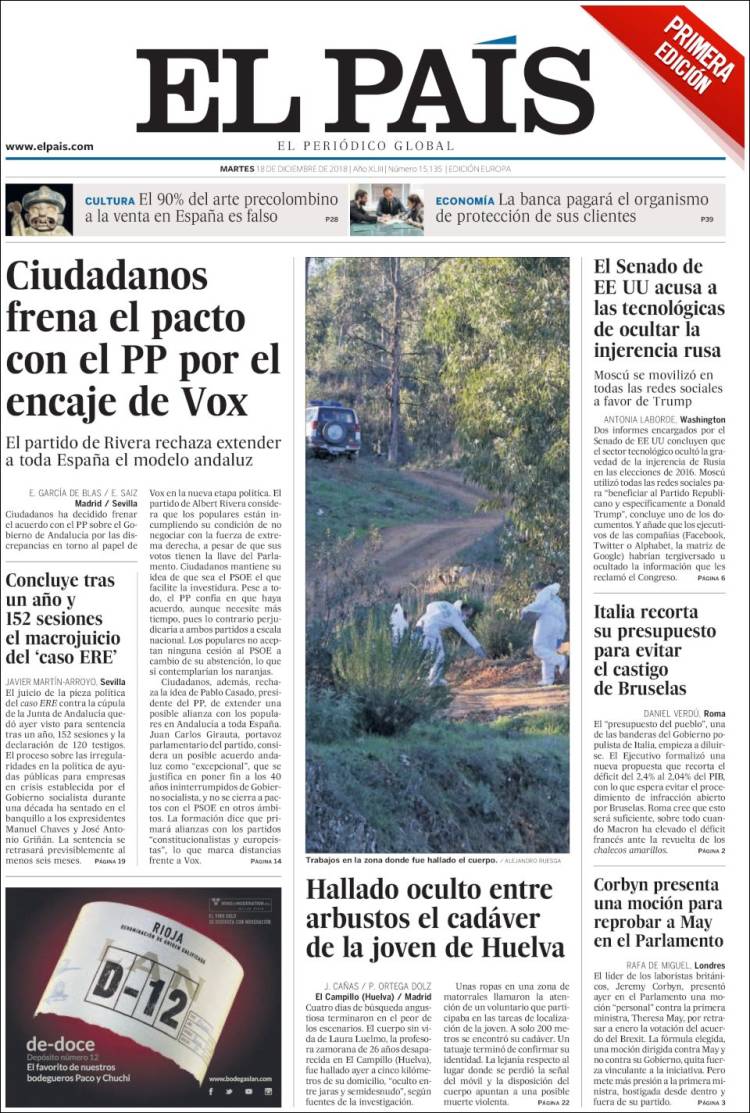 PRIMERA
EDICIÓN
EL PAÍS
www.elpais.com
EL PERIÓDICO GLOBAL
MARTES 18 DE DICIEMBRE DE 2018 | Año XLIII | Número 15.135 | EDICIÓN EUROPA
CULTURA El 90% del arte precolombino
a la venta en España es falso
P28
ECONOMÍA La banca pagará el organismo
de protección de sus clientes
P39
Ciudadanos
frena el pacto
con el PP por el
encaje de Vox
El partido de Rivera rechaza extender
a toda España el modelo andaluz
E. GARCÍA DE BLAS / E. SAIZ
Madrid / Sevilla
Ciudadanos ha decidido frenar
el acuerdo con el PP sobre el Go-
bierno de Andalucía por las dis-
crepancias en torno al papel de
Vox en la nueva etapa política. El
partido de Albert Rivera conside-
ra que los populares están in-
cumpliendo su condición de no
negociar con la fuerza de extre-
ma derecha, a pesar de que sus
votos tienen la llave del Parla-
mento. Ciudadanos mantiene su
idea de que sea el PSOE el que
facilite la investidura. Pese a to-
do, el PP confía en que haya
acuerdo, aunque necesite más
tiempo, pues lo contrario perju-
dicaría a ambos partidos a escala
nacional. Los populares no acep-
tan ninguna cesión al PSOE a
cambio de su abstención, lo que
sí contemplarían los naranjas.
Ciudadanos, además, recha-
za la idea de Pablo Casado, presi-
dente del PP, de extender una
posible alianza con los popula-
res en Andalucía a toda España.
Juan Carlos Girauta, portavoz
parlamentario del partido, consi-
dera un posible acuerdo anda-
luz como “excepcional”, que se
justifica en poner fin a los 40
años ininterrumpidos de Gobier-
no socialista, y no se cierra a pac-
tos con el PSOE en otros ámbi-
tos. La formación dice que pri-
mará alianzas con los partidos
“constitucionalistas y europeís-
tas”, lo que marca distancias
frente a Vox.
PÁGINA 14
Concluye tras
un año y
152 sesiones
el macrojuicio
del ‘caso ERE’
JAVIER MARTÍN-ARROYO, Sevilla
El juicio de la pieza política
del caso ERE contra la cúpula
de la Junta de Andalucía que-
dó ayer visto para sentencia
tras un año, 152 sesiones y la
declaración de 120 testigos.
El proceso sobre las irregula-
ridades en la política de ayu-
das públicas para empresas
en crisis establecida por el
Gobierno socialista durante
una década ha sentado en el
banquillo a los expresidentes
Manuel Chaves y José Anto-
nio Griñán. La sentencia se
retrasará previsiblemente al
menos seis meses.
PÁGINA 19
Trabajos en la zona donde fue hallado el cuerpo. / ALEJANDRO RUESGA
Hallado oculto entre
arbustos el cadáver
de la joven de Huelva
J. CAÑAS / P. ORTEGA DOLZ
El Campillo (Huelva) / Madrid
Cuatro días de búsqueda angus-
tiosa terminaron en el peor de
los escenarios. El cuerpo sin vi-
da de Laura Luelmo, la profeso-
ra zamorana de 26 años desapa-
recida en El Campillo (Huelva),
fue hallado ayer a cinco kilóme-
tros de su domicilio, “oculto en-
tre jaras y semidesnudo”, según
fuentes de la investigación.
Unas ropas en una zona de
matorrales llamaron la aten-
ción de un voluntario que parti-
cipaba en las tareas de localiza-
ción de la joven. A solo 200 me-
tros se encontró su cadáver. Un
tatuaje terminó de confirmar su
identidad. La lejanía respecto al
lugar donde se perdió la señal
del móvil y la disposición del
cuerpo apuntan a una posible
muerte violenta.
PÁGINA 22
El Senado de
EE UU acusa a
las tecnológicas
de ocultar la
injerencia rusa
Moscú se movilizó en
todas las redes sociales
a favor de Trump
ANTONIA LABORDE, Washington
Dos informes encargados por el
Senado de EE UU concluyen que
el sector tecnológico ocultó la gra-
vedad de la injerencia de Rusia
en las elecciones de 2016. Moscú
utilizó todas las redes sociales pa-
ra “beneficiar al Partido Republi-
cano y específicamente a Donald
Trump”, concluye uno de los do-
cumentos. Y añade que los ejecuti-
vos de las compañías (Facebook,
Twitter o Alphabet, la matriz de
Google) habrían tergiversado u
ocultado la información que les
reclamó el Congreso.
PÁGINA 6
Italia recorta
su presupuesto
para evitar
el castigo
de Bruselas
DANIEL VERDÚ, Roma
El “presupuesto del pueblo”, una
de las banderas del Gobierno po-
pulista de Italia, empieza a diluir-
se. El Ejecutivo formalizó una
nueva propuesta que recorta el
déficit del 2,4% al 2,04% del PIB,
con lo que espera evitar el proce-
dimiento de infracción abierto
por Bruselas. Roma cree que esto
será suficiente, sobre todo cuan-
do Macron ha elevado el déficit
francés ante la revuelta de los
chalecos amarillos.
PÁGINA 2
Corbyn presenta
una moción para
reprobar a May
en el Parlamento
RAFA DE MIGUEL, Londres
El líder de los laboristas británi-
cos, Jeremy Corbyn, presentó
ayer en el Parlamento una mo-
ción “personal” contra la primera
ministra, Theresa May, por retra-
sar a enero la votación del acuer-
do del Brexit. La fórmula elegida,
una moción dirigida contra May y
no contra su Gobierno, quita fuer-
za vinculante a la iniciativa. Pero
mete más presión a la primera mi-
nistra, hostigada desde dentro y
fuera de su partido.
PÁGINA 3
RIOJA
DENOMINACIÓN DE ORIGEN CALIFICADA
LAN
D-12
de-doce
Depósito número 12
El favorito de nuestros
bodegueros Paco y Chuchi
www.bodegaslan.com